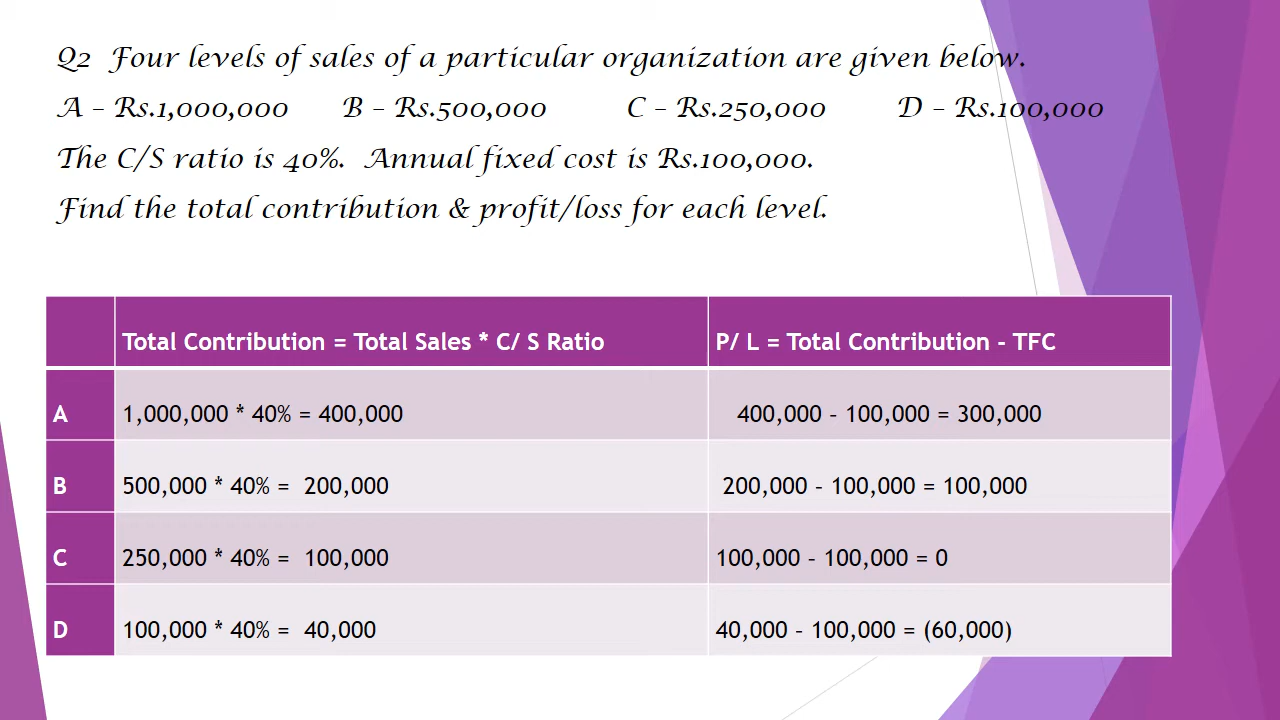 Q2 Four levels of sales of a particular organization are given below.
A – Rs.1,000,000 B – Rs.500,000 C – Rs.250,000 D – Rs.100,000
The C/S ratio is 40%. Annual fixed cost is Rs.100,000.
Find the total contribution & profit/loss for each level.
Total Contribution = Total Sales * C/ S Ratio P/ L = Total Contribution - TFC
A 1,000,000 * 40% = 400,000 400,000 – 100,000 = 300,000
B 500,000 * 40% = 200,000 200,000 – 100,000 = 100,000
C 250,000 * 40% = 100,000 100,000 – 100,000 = 0
D 100,000 * 40% = 40,000 40,000 – 100,000 = (60,000)